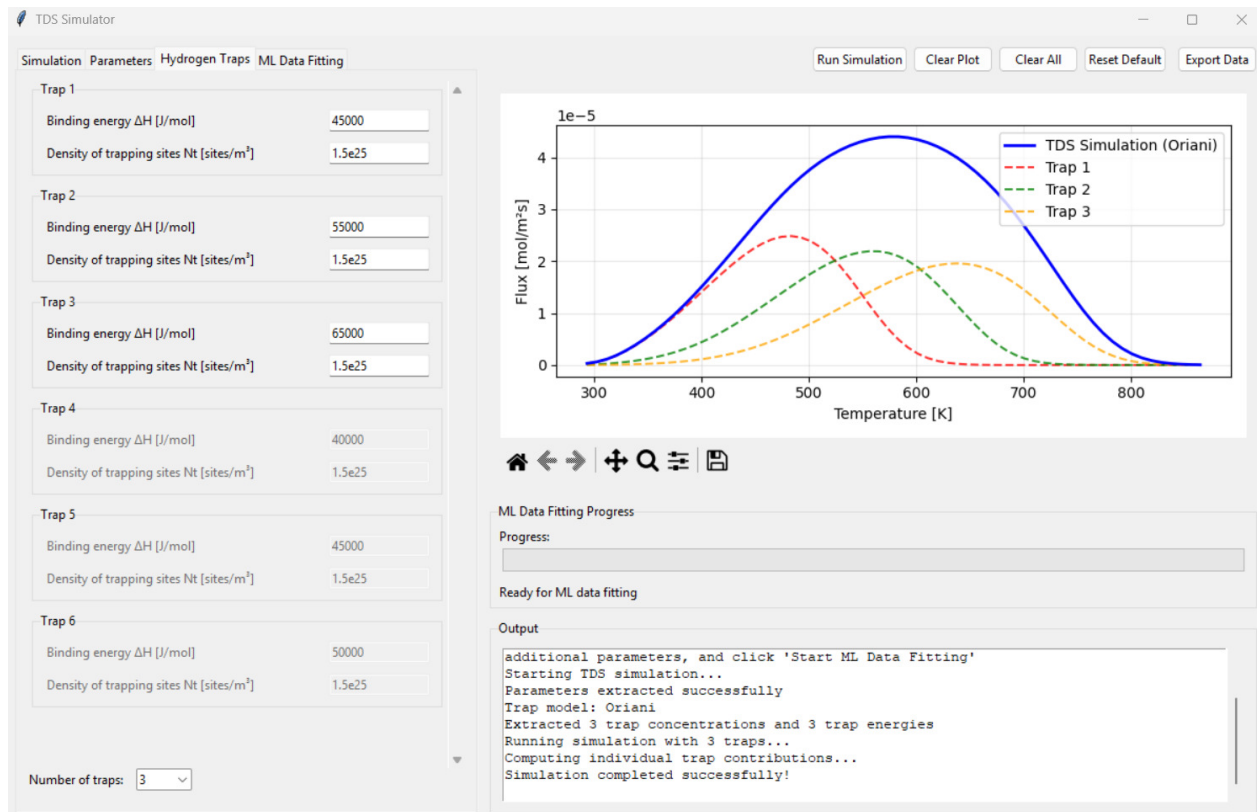 TDS Simulator
Simulation Parameters Hydrogen Traps ML Data Fitting
Run Simulation Clear Plot Clear All Reset Default Export Data
Trap 1
Binding energy ΔH [J/mol] 45000
Density of trapping sites Nt [sites/m³] 1.5e25
Trap 2
Binding energy ΔH [J/mol] 55000
Density of trapping sites Nt [sites/m³] 1.5e25
Trap 3
Binding energy ΔH [J/mol] 65000
Density of trapping sites Nt [sites/m³] 1.5e25
Trap 4
Binding energy ΔH [J/mol] 40000
Density of trapping sites Nt [sites/m³] 1.5e25
Trap 5
Binding energy ΔH [J/mol] 45000
Density of trapping sites Nt [sites/m³] 1.5e25
Trap 6
Binding energy ΔH [J/mol] 50000
Density of trapping sites Nt [sites/m³] 1.5e25
Number of traps: 3
1e−5
TDS Simulation (Oriani)
Trap 1
Trap 2
Trap 3
Flux [mol/m²s]
4
3
2
1
0
300 400 500 600 700 800
Temperature [K]
ML Data Fitting Progress
Progress:
Ready for ML data fitting
Output
additional parameters, and click 'Start ML Data Fitting'
Starting TDS simulation...
Parameters extracted successfully
Trap model: Oriani
Extracted 3 trap concentrations and 3 trap energies
Running simulation with 3 traps...
Computing individual trap contributions...
Simulation completed successfully!